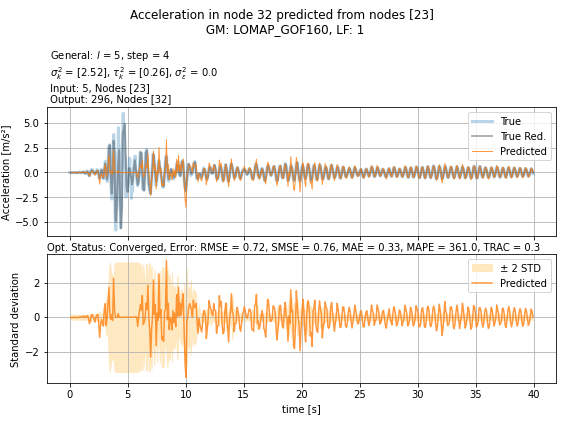 Acceleration in node 32 predicted from nodes [23]
GM: LOMAP_GOF160, LF: 1
General: l = 5, step = 4
σ²ₖ = [2.52], τ²ₖ = [0.26], σ²ε = 0.0
Input: 5, Nodes [23]
Output: 296, Nodes [32]
Acceleration [m/s²]
5.0
2.5
0.0
−2.5
−5.0
True
True Red.
Predicted
Opt. Status: Converged, Error: RMSE = 0.72, SMSE = 0.76, MAE = 0.33, MAPE = 361.0, TRAC = 0.3
Standard deviation
2
0
−2
± 2 STD
Predicted
0 5 10 15 20 25 30 35 40
time [s]